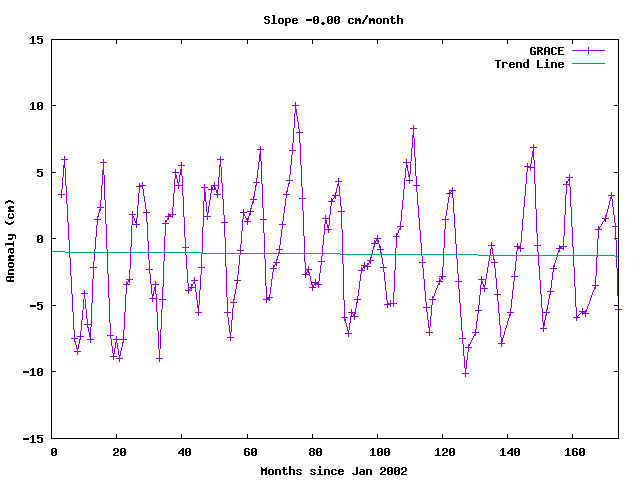 Slope -0.00 cm/month
15
GRACE
Trend Line
10
5
0
-5
-10
-15
Anomaly (cm)
0 20 40 60 80 100 120 140 160
Months since Jan 2002